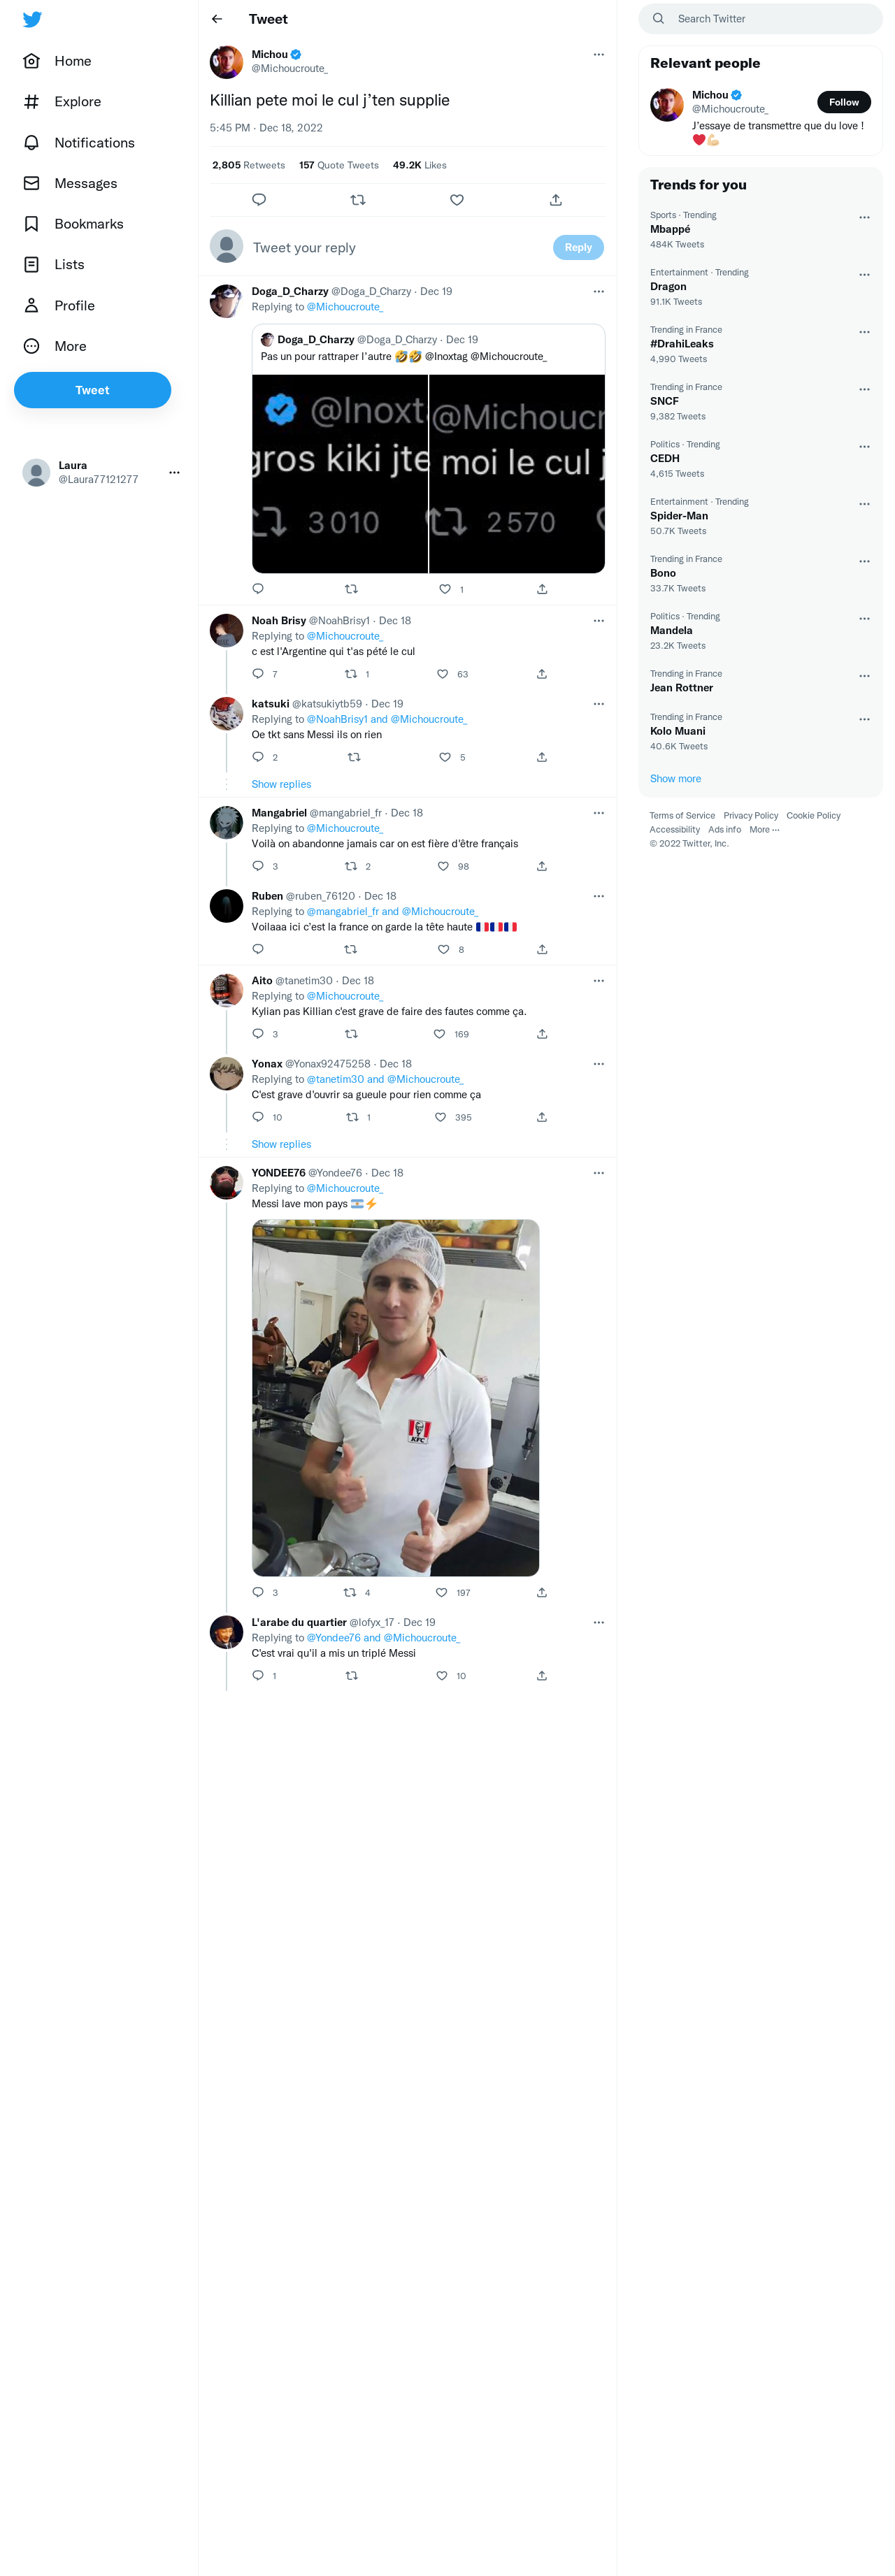 Home
Explore
Notifications
Messages
Bookmarks
Lists
Profile
More
Tweet
Laura
@Laura77121277
Tweet
Michou
@Michoucroute_
Killian pete moi le cul j’ten supplie
5:45 PM · Dec 18, 2022
2,805 Retweets 157 Quote Tweets 49.2K Likes
Tweet your reply
Reply
Doga_D_Charzy @Doga_D_Charzy · Dec 19
Replying to @Michoucroute_
Doga_D_Charzy @Doga_D_Charzy · Dec 19
Pas un pour rattraper l'autre 🤣🤣 @Inoxtag @Michoucroute_
@Inoxt
gros kiki jte
3 010
@Michoucr
moi le cul j
2 570
1
Noah Brisy @NoahBrisy1 · Dec 18
Replying to @Michoucroute_
c est l'Argentine qui t'as pété le cul
7 1 63
katsuki @katsukiytb59 · Dec 19
Replying to @NoahBrisy1 and @Michoucroute_
Oe tkt sans Messi ils on rien
2 5
Show replies
Mangabriel @mangabriel_fr · Dec 18
Replying to @Michoucroute_
Voilà on abandonne jamais car on est fière d'être français
3 2 98
Ruben @ruben_76120 · Dec 18
Replying to @mangabriel_fr and @Michoucroute_
Voilaaa ici c'est la france on garde la tête haute 🇫🇷🇫🇷🇫🇷
8
Aito @tanetim30 · Dec 18
Replying to @Michoucroute_
Kylian pas Killian c'est grave de faire des fautes comme ça.
3 169
Yonax @Yonax92475258 · Dec 18
Replying to @tanetim30 and @Michoucroute_
C'est grave d'ouvrir sa gueule pour rien comme ça
10 1 395
Show replies
YONDEE76 @Yondee76 · Dec 18
Replying to @Michoucroute_
Messi lave mon pays 🇦🇷⚡
KFC
3 4 197
L'arabe du quartier @lofyx_17 · Dec 19
Replying to @Yondee76 and @Michoucroute_
C'est vrai qu'il a mis un triplé Messi
1 10
Search Twitter
Relevant people
Michou
@Michoucroute_
Follow
J'essaye de transmettre que du love !
❤️💪🏻
Trends for you
Sports · Trending
Mbappé
484K Tweets
Entertainment · Trending
Dragon
91.1K Tweets
Trending in France
#DrahiLeaks
4,990 Tweets
Trending in France
SNCF
9,382 Tweets
Politics · Trending
CEDH
4,615 Tweets
Entertainment · Trending
Spider-Man
50.7K Tweets
Trending in France
Bono
33.7K Tweets
Politics · Trending
Mandela
23.2K Tweets
Trending in France
Jean Rottner
Trending in France
Kolo Muani
40.6K Tweets
Show more
Terms of Service Privacy Policy Cookie Policy
Accessibility Ads info More ···
© 2022 Twitter, Inc.